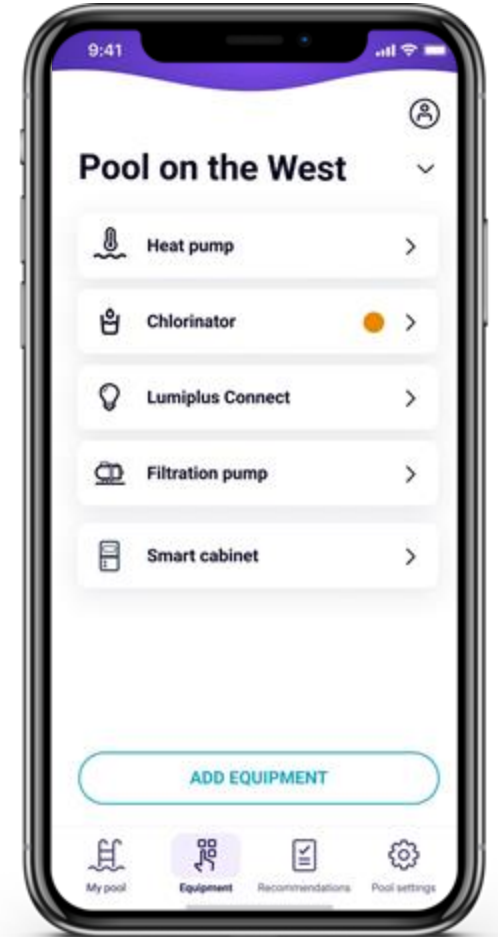 9:41
Pool on the West
Heat pump
Chlorinator
Lumiplus Connect
Filtration pump
Smart cabinet
ADD EQUIPMENT
My pool
Equipment
Recommendations
Pool settings